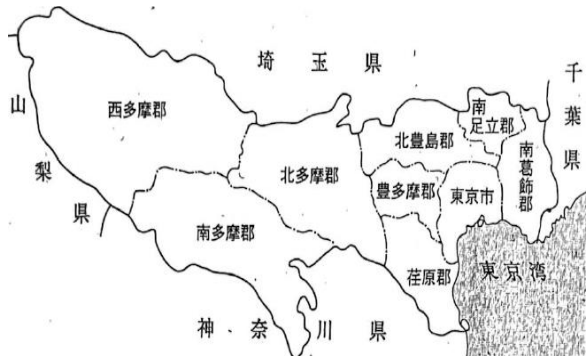 埼玉県
千葉県
山梨県
西多摩郡
北多摩郡
南多摩郡
北豊島郡
南足立郡
南葛飾郡
豊多摩郡
東京市
荏原郡
東京湾
神奈川県